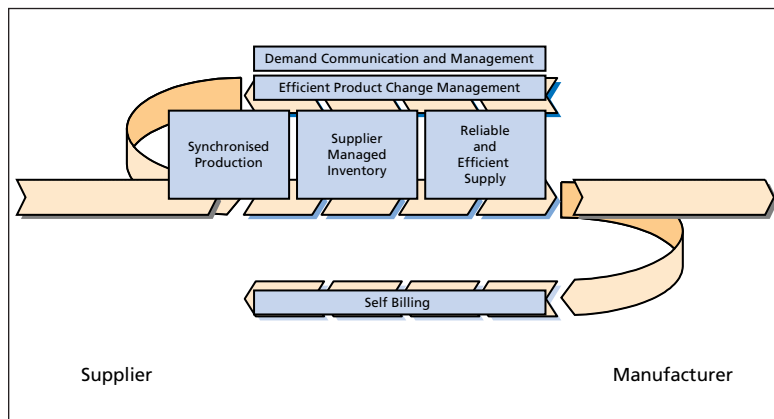 Demand Communication and Management
Efficient Product Change Management
Synchronised
Production
Supplier
Managed
Inventory
Reliable
and
Efficient
Supply
Self Billing
Supplier
Manufacturer